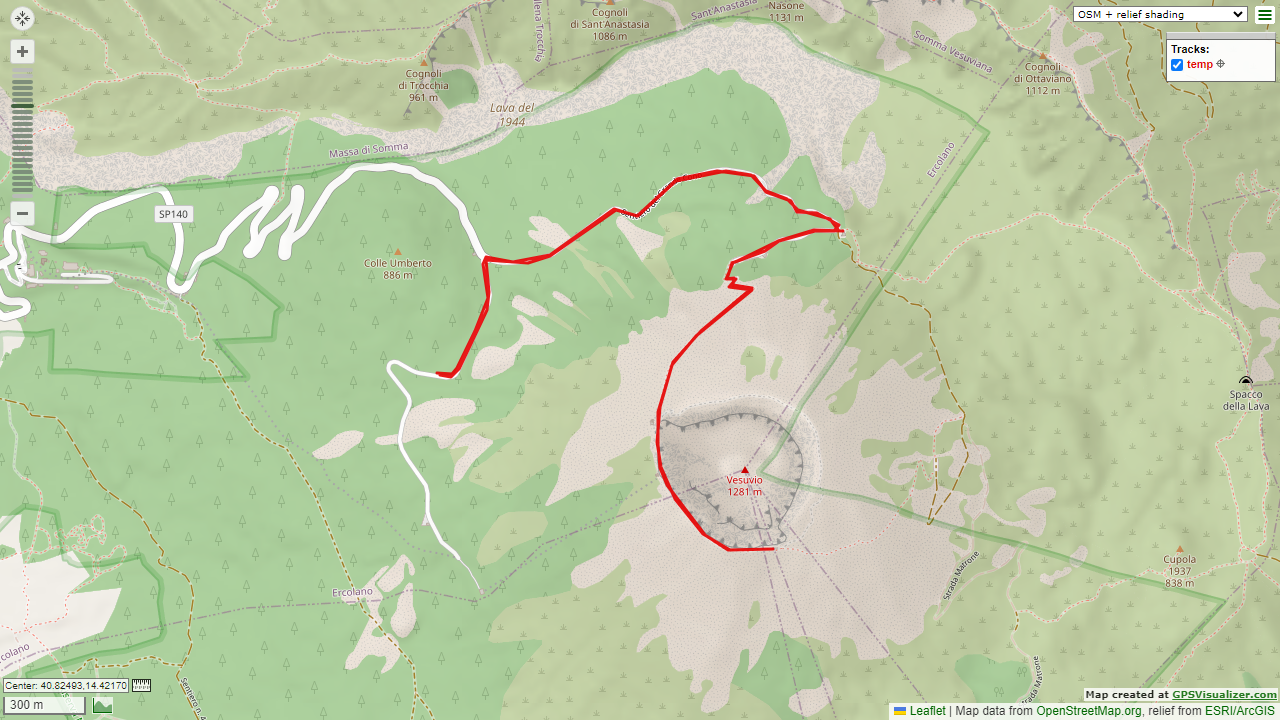 Cognoli
di Sant'Anastasia
1086 m
Sant'Anastasia
Nasone
1131 m
OSM + relief shading
Tracks:
temp
Somma Vesuviana
Cognoli
di Ottaviano
1112 m
Cognoli
di Trocchia
961 m
Lava del
1944
Massa di Somma
Ercolano
SP140
Colle Umberto
886 m
Spacco
della Lava
Vesuvio
1281 m
Cupola
1937
838 m
Strada Matrone
Ercolano
Center: 40.82493,14.42170
300 m
Map created at GPSVisualizer.com
Leaflet | Map data from OpenStreetMap.org, relief from ESRI/ArcGIS